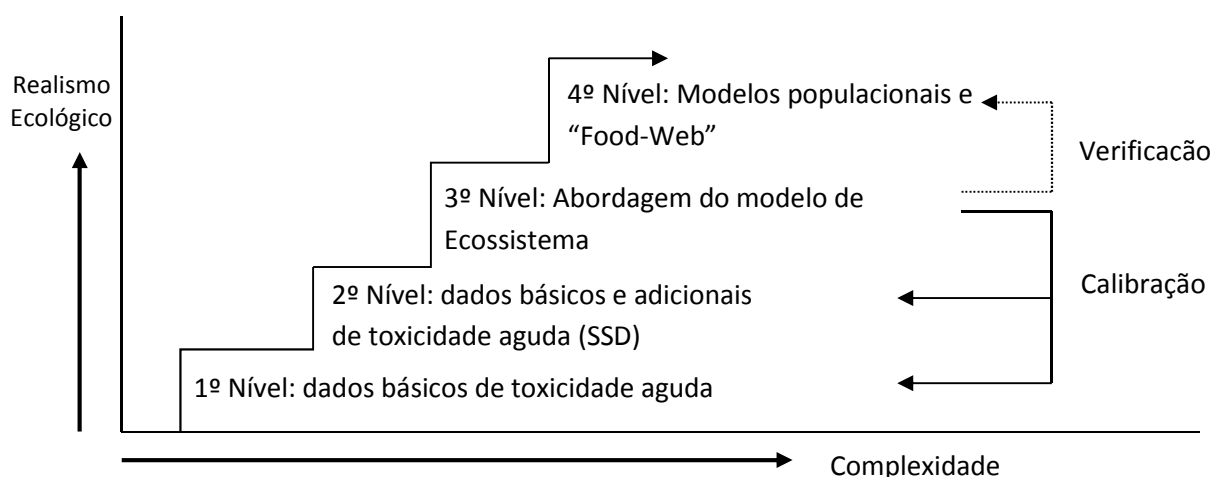 Realismo
Ecológico
4º Nível: Modelos populacionais e
“Food-Web”
Verificacão
3º Nível: Abordagem do modelo de
Ecossistema
Calibração
2º Nível: dados básicos e adicionais
de toxicidade aguda (SSD)
1º Nível: dados básicos de toxicidade aguda
Complexidade